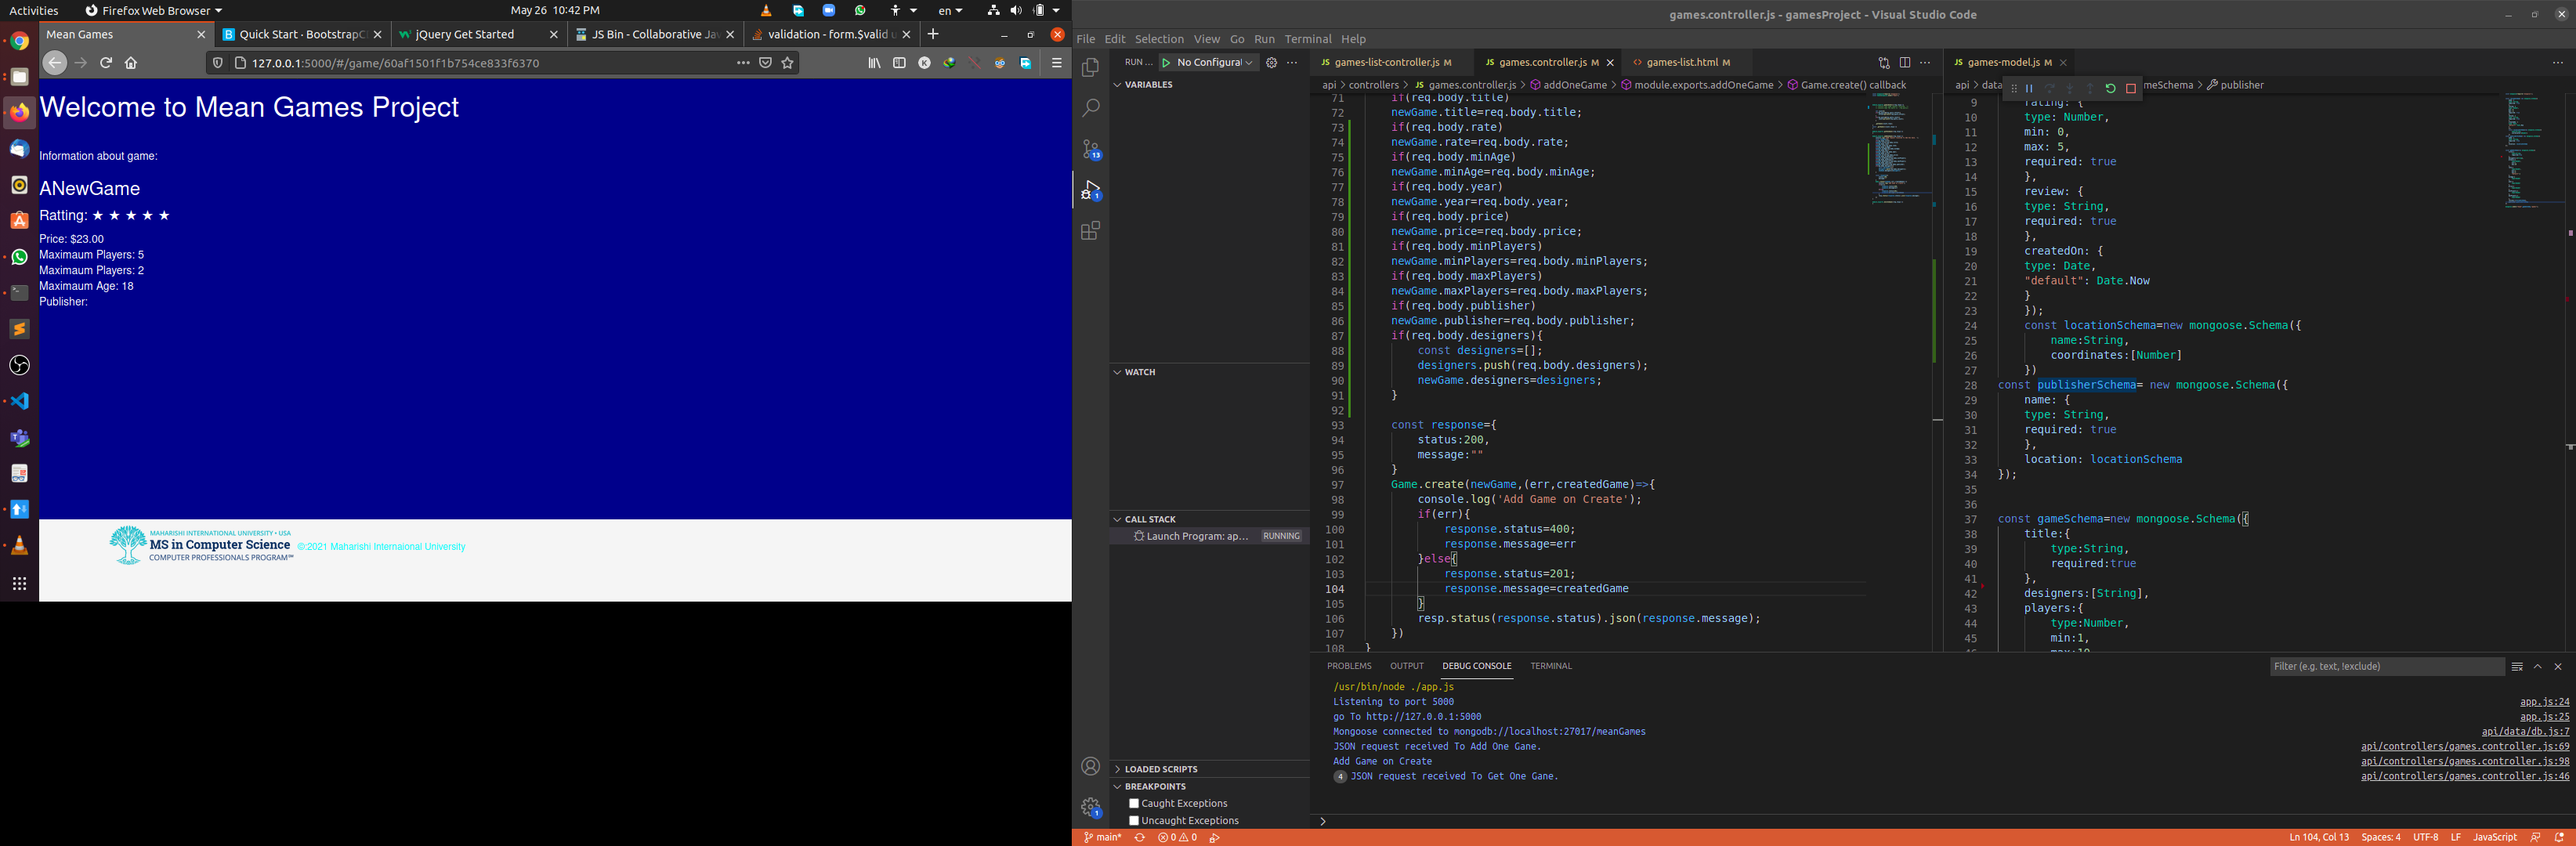 Activities
Firefox Web Browser
May 26 10:42 PM
en
Mean Games
Quick Start · BootstrapC
jQuery Get Started
JS Bin - Collaborative Jav
validation - form.$valid u
127.0.0.1:5000/#/game/60af1501f1b754ce833f6370
Welcome to Mean Games Project
Information about game:
ANewGame
Ratting: ★ ★ ★ ★ ★
Price: $23.00
Maximaum Players: 5
Maximaum Players: 2
Maximaum Age: 18
Publisher:
MAHARISHI INTERNATIONAL UNIVERSITY · USA
MS in Computer Science
COMPUTER PROFESSIONALS PROGRAM℠
©2021 Maharishi Internaional University
games.controller.js - gamesProject - Visual Studio Code
File Edit Selection View Go Run Terminal Help
RUN ... No Configural
VARIABLES
WATCH
CALL STACK
Launch Program: ap... RUNNING
LOADED SCRIPTS
BREAKPOINTS
Caught Exceptions
Uncaught Exceptions
13
1
1
games-list-controller.js M
games.controller.js M
games-list.html M
api > controllers > JS games.controller.js > addOneGame > module.exports.addOneGame > Game.create() callback
71 if(req.body.title)
72 newGame.title=req.body.title;
73 if(req.body.rate)
74 newGame.rate=req.body.rate;
75 if(req.body.minAge)
76 newGame.minAge=req.body.minAge;
77 if(req.body.year)
78 newGame.year=req.body.year;
79 if(req.body.price)
80 newGame.price=req.body.price;
81 if(req.body.minPlayers)
82 newGame.minPlayers=req.body.minPlayers;
83 if(req.body.maxPlayers)
84 newGame.maxPlayers=req.body.maxPlayers;
85 if(req.body.publisher)
86 newGame.publisher=req.body.publisher;
87 if(req.body.designers){
88 const designers=[];
89 designers.push(req.body.designers);
90 newGame.designers=designers;
91 }
92
93 const response={
94 status:200,
95 message:""
96 }
97 Game.create(newGame,(err,createdGame)=>{
98 console.log('Add Game on Create');
99 if(err){
100 response.status=400;
101 response.message=err
102 }else{
103 response.status=201;
104 response.message=createdGame
105 }
106 resp.status(response.status).json(response.message);
107 })
108 }
JS games-model.js M
api > data
meSchema > publisher
9 rating: {
10 type: Number,
11 min: 0,
12 max: 5,
13 required: true
14 },
15 review: {
16 type: String,
17 required: true
18 },
19 createdOn: {
20 type: Date,
21 "default": Date.Now
22 }
23 });
24 const locationSchema=new mongoose.Schema({
25 name:String,
26 coordinates:[Number]
27 })
28 const publisherSchema= new mongoose.Schema({
29 name: {
30 type: String,
31 required: true
32 },
33 location: locationSchema
34 });
35
36
37 const gameSchema=new mongoose.Schema({
38 title:{
39 type:String,
40 required:true
41 },
42 designers:[String],
43 players:{
44 type:Number,
45 min:1,
PROBLEMS OUTPUT DEBUG CONSOLE TERMINAL
Filter (e.g. text, !exclude)
/usr/bin/node ./app.js
Listening to port 5000 app.js:24
go To http://127.0.0.1:5000 app.js:25
Mongoose connected to mongodb://localhost:27017/meanGames api/data/db.js:7
JSON request received To Add One Gane. api/controllers/games.controller.js:69
Add Game on Create api/controllers/games.controller.js:98
4 JSON request received To Get One Gane. api/controllers/games.controller.js:46
main* 0 0
Ln 104, Col 13 Spaces: 4 UTF-8 LF JavaScript